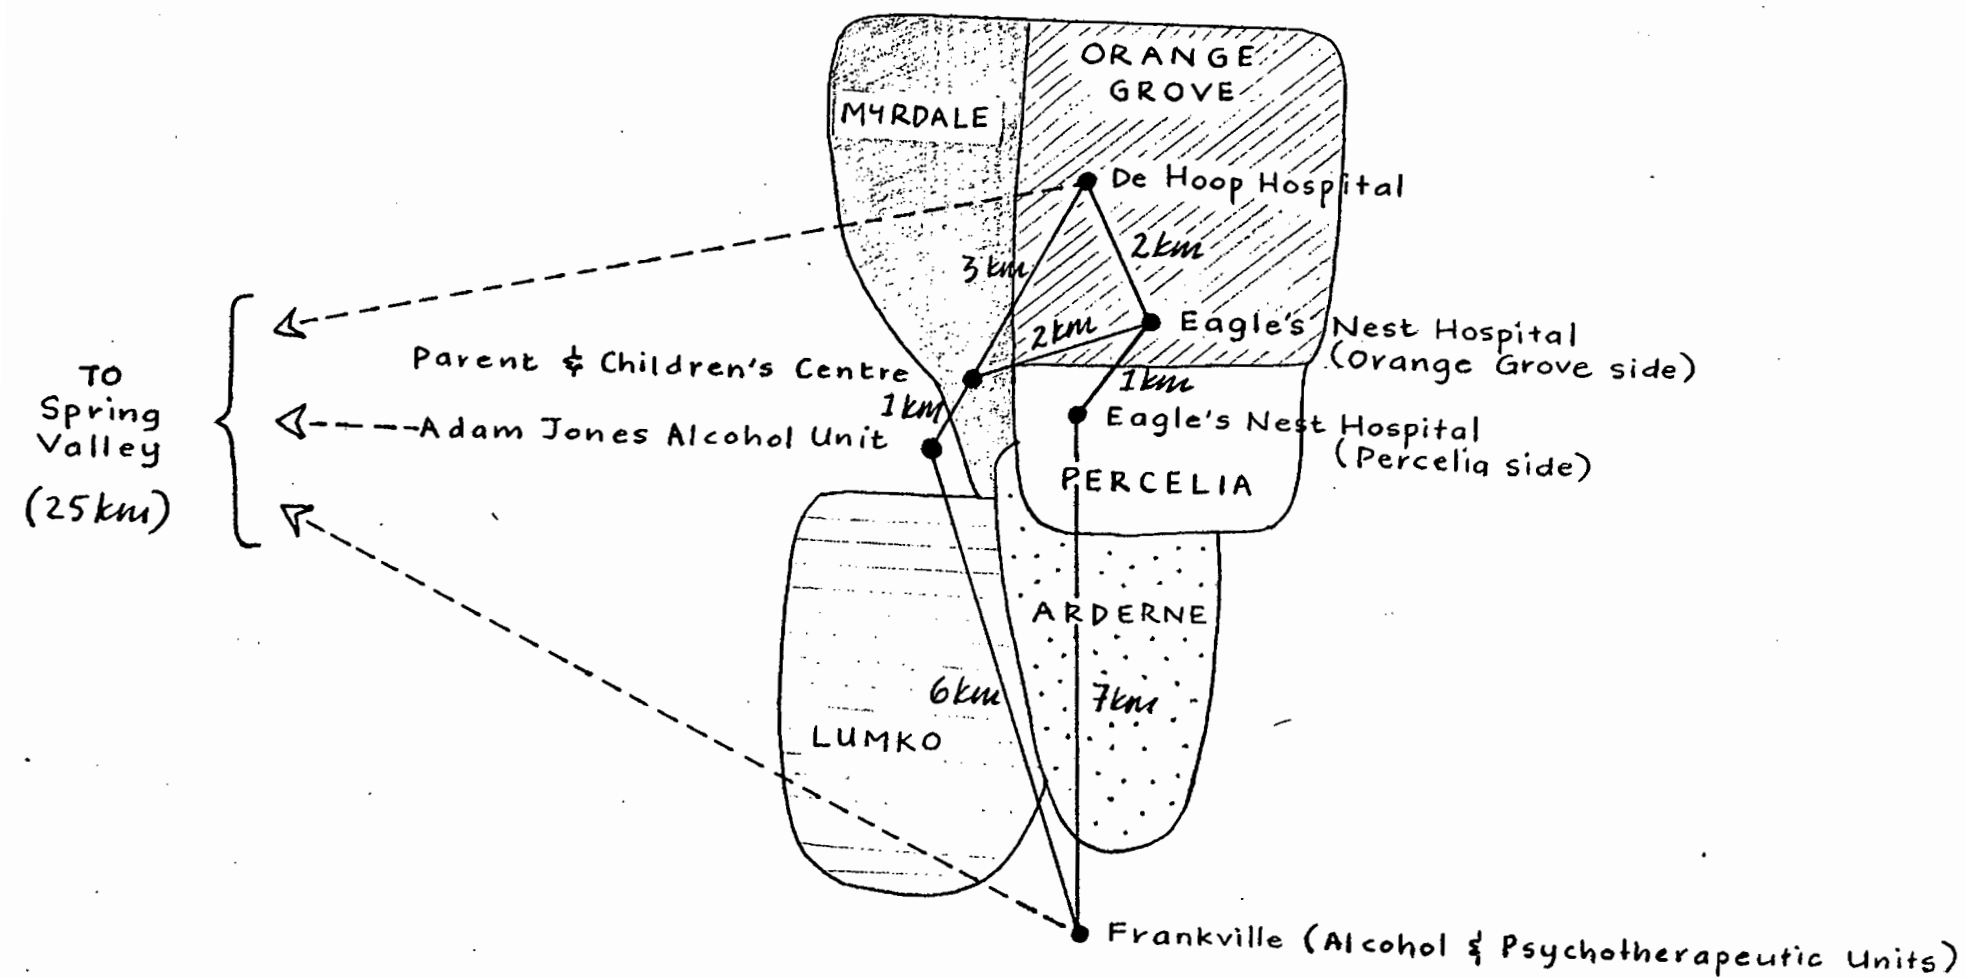 ORANGE
GROVE
MYRDALE
De Hoop Hospital
2km
3 km
Eagle's Nest Hospital
(Orange Grove side)
2km
Parent & Children's Centre
1km
1km
TO
Spring
Valley
(25km)
Adam Jones Alcohol Unit
Eagle's Nest Hospital
(Percelia side)
PERCELIA
ARDERNE
6km
7km
LUMKO
Frankville (Alcohol & Psychotherapeutic Units)